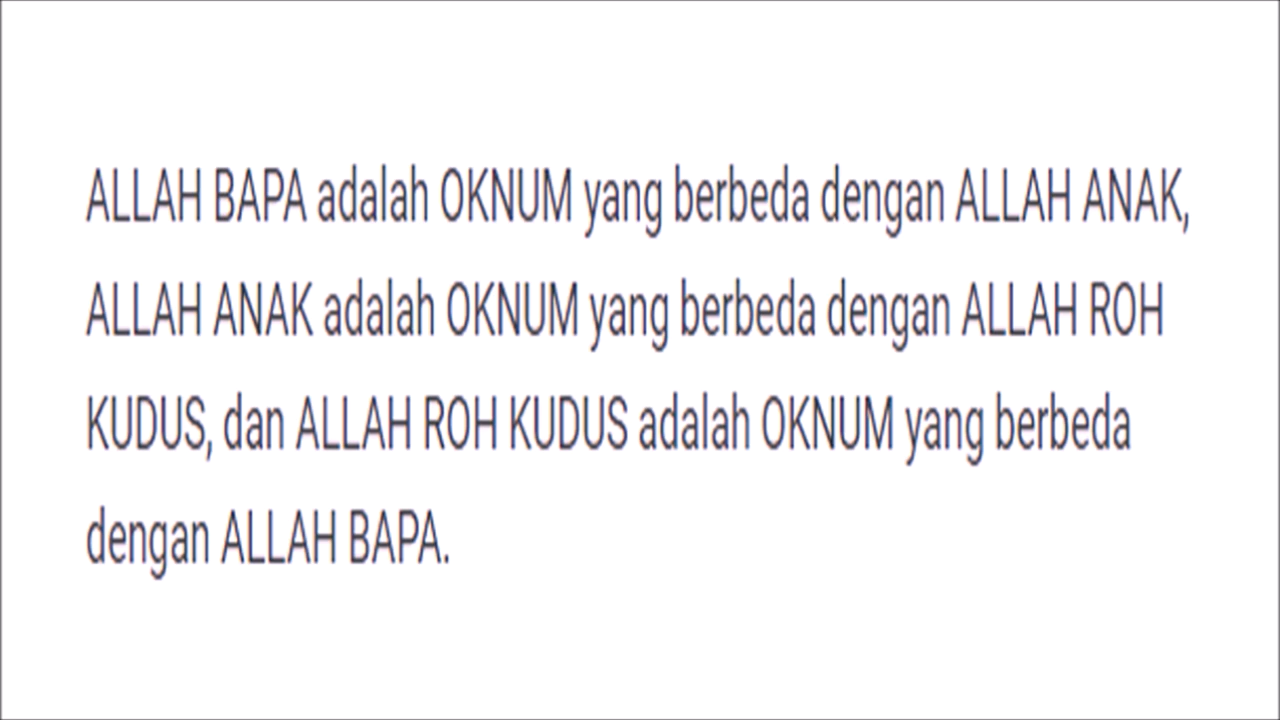 ALLAH BAPA adalah OKNUM yang berbeda dengan ALLAH ANAK,
ALLAH ANAK adalah OKNUM yang berbeda dengan ALLAH ROH
KUDUS, dan ALLAH ROH KUDUS adalah OKNUM yang berbeda
dengan ALLAH BAPA.